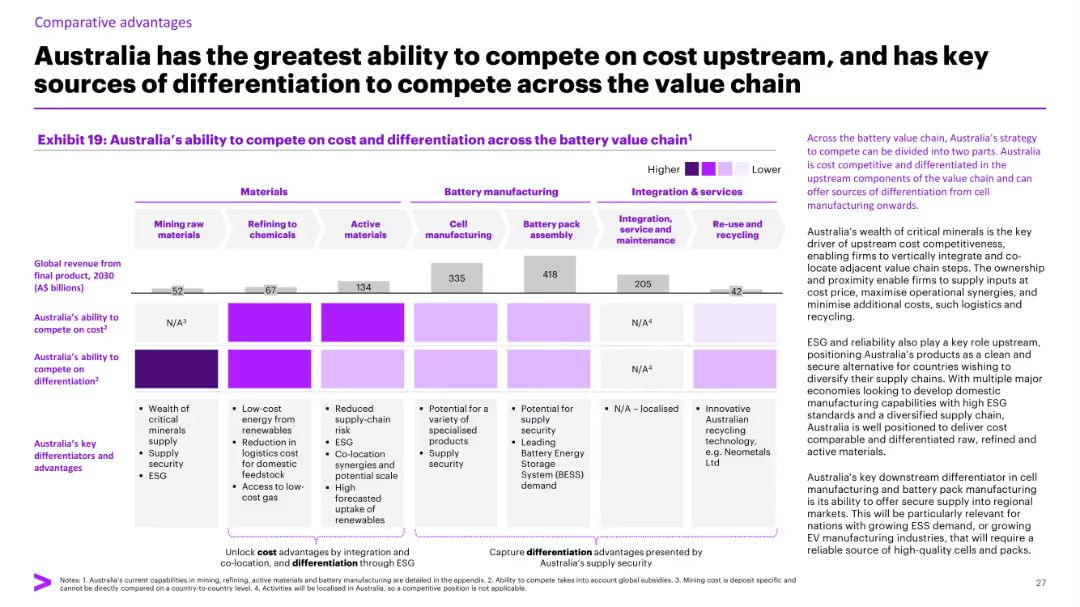 Comparative advantages
Australia has the greatest ability to compete on cost upstream, and has key
sources of differentiation to compete across the value chain
Exhibit 19: Australia's ability to compete on cost and differentiation across the battery value chain¹
Higher
Lower
Materials
Battery manufacturing
Integration & services
Mining raw
materials
Refining to
chemicals
Active
materials
Cell
manufacturing
Battery pack
assembly
Integration,
service and
maintenance
Re-use and
recycling
Global revenue from
final product, 2030
(A$ billions)
52
67
134
335
418
205
42
Australia's ability to
compete on cost²
N/A³
N/A⁴
Australia's ability to
compete on
differentiation²
N/A⁴
Australia's key
differentiators and
advantages
▪ Wealth of
critical
minerals
supply
▪ Supply
security
▪ ESG
▪ Low-cost
energy from
renewables
▪ Reduction in
logistics cost
for domestic
feedstock
▪ Access to low-
cost gas
▪ Reduced
supply-chain
risk
▪ ESG
▪ Co-location
synergies and
potential scale
▪ High
forecasted
uptake of
renewables
▪ Potential for a
variety of
specialised
products
▪ Supply
security
▪ Potential for
supply
security
▪ Leading
Battery Energy
Storage
System (BESS)
demand
▪ N/A – localised
▪ Innovative
Australian
recycling
technology,
e.g. Neometals
Ltd
Unlock cost advantages by integration and
co-location, and differentiation through ESG
Capture differentiation advantages presented by
Australia's supply security
Across the battery value chain, Australia's strategy
to compete can be divided into two parts. Australia
is cost competitive and differentiated in the
upstream components of the value chain and can
offer sources of differentiation from cell
manufacturing onwards.
Australia's wealth of critical minerals is the key
driver of upstream cost competitiveness,
enabling firms to vertically integrate and co-
locate adjacent value chain steps. The ownership
and proximity enable firms to supply inputs at
cost price, maximise operational synergies, and
minimise additional costs, such logistics and
recycling.
ESG and reliability also play a key role upstream,
positioning Australia's products as a clean and
secure alternative for countries wishing to
diversify their supply chains. With multiple major
economies looking to develop domestic
manufacturing capabilities with high ESG
standards and a diversified supply chain,
Australia is well positioned to deliver cost
comparable and differentiated raw, refined and
active materials.
Australia's key downstream differentiator in cell
manufacturing and battery pack manufacturing
is its ability to offer secure supply into regional
markets. This will be particularly relevant for
nations with growing ESS demand, or growing
EV manufacturing industries, that will require a
reliable source of high-quality cells and packs.
Notes: 1. Australia's current capabilities in mining, refining, active materials and battery manufacturing are detailed in the appendix. 2. Ability to compete takes into account global subsidies. 3. Mining cost is deposit specific and
cannot be directly compared on a country-to-country level. 4. Activities will be localised in Australia, so a competitive position is not applicable.
27